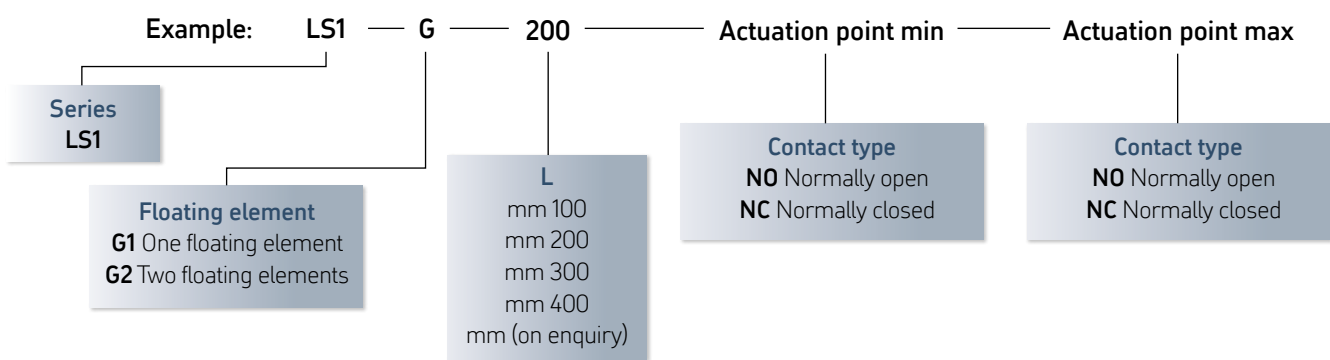 Example: LS1 G 200 Actuation point min Actuation point max
Series
LS1
Floating element
G1 One floating element
G2 Two floating elements
L
mm 100
mm 200
mm 300
mm 400
mm (on enquiry)
Contact type
NO Normally open
NC Normally closed
Contact type
NO Normally open
NC Normally closed